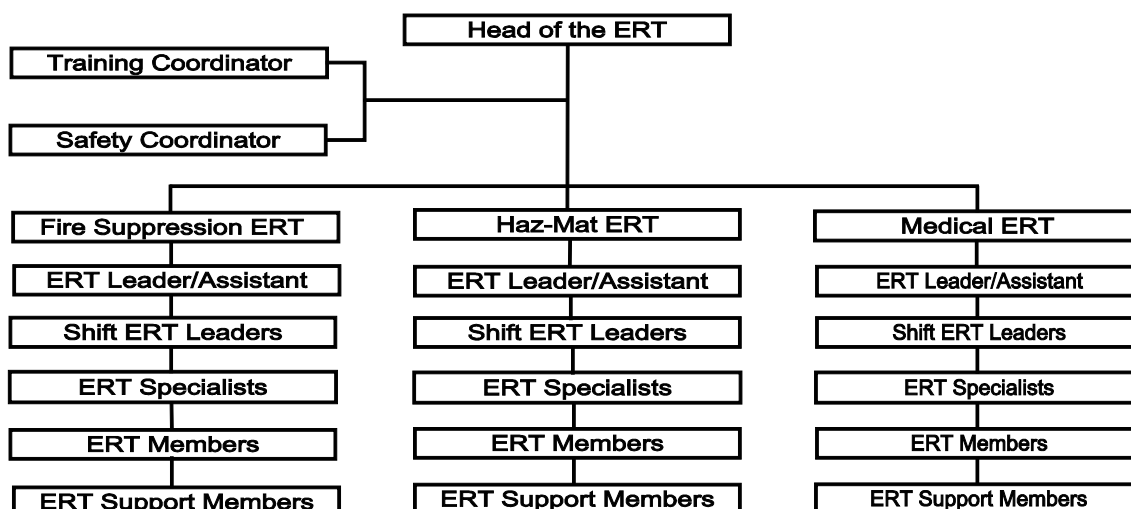 Head of the ERT
Training Coordinator
Safety Coordinator
Fire Suppression ERT
ERT Leader/Assistant
Shift ERT Leaders
ERT Specialists
ERT Members
ERT Support Members
Haz-Mat ERT
ERT Leader/Assistant
Shift ERT Leaders
ERT Specialists
ERT Members
ERT Support Members
Medical ERT
ERT Leader/Assistant
Shift ERT Leaders
ERT Specialists
ERT Members
ERT Support Members